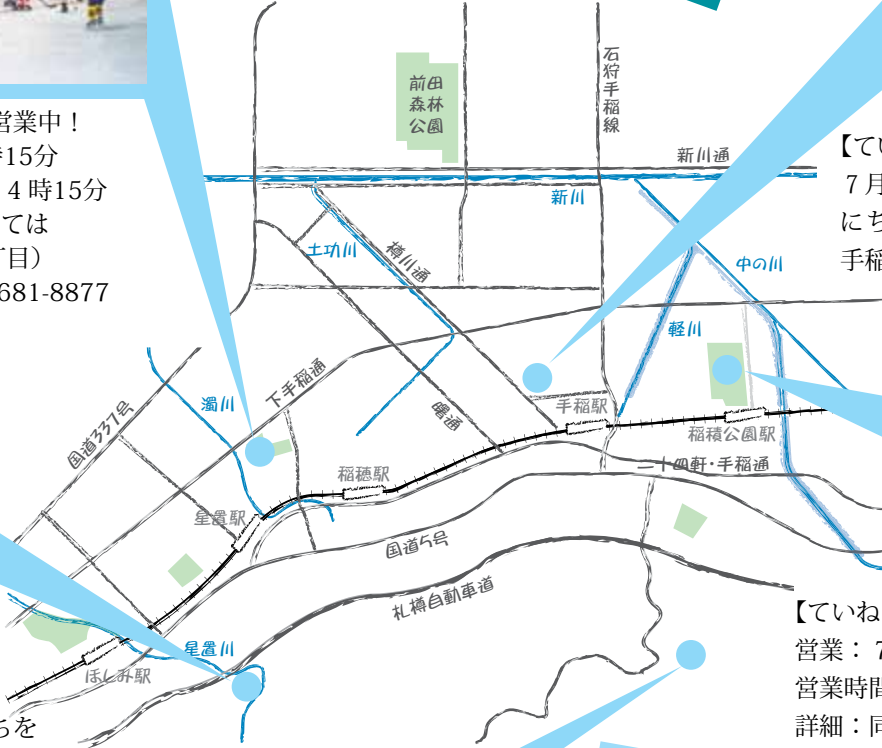 営業中！
時15分
４時15分
ては
丁目）
681-8877
前田
森林
公園
石狩手稲線
新川通
新川
【てい
７月
にち
手稲
土功川
樽川通
中の川
軽川
下手稲通
濁川
国道337号
曙通
手稲駅
稲積公園駅
稲穂駅
二十四軒・手稲通
星置駅
国道5号
札樽自動車道
星置川
ほしみ駅
【ていね
営業：７
営業時間
詳細：同
ちを